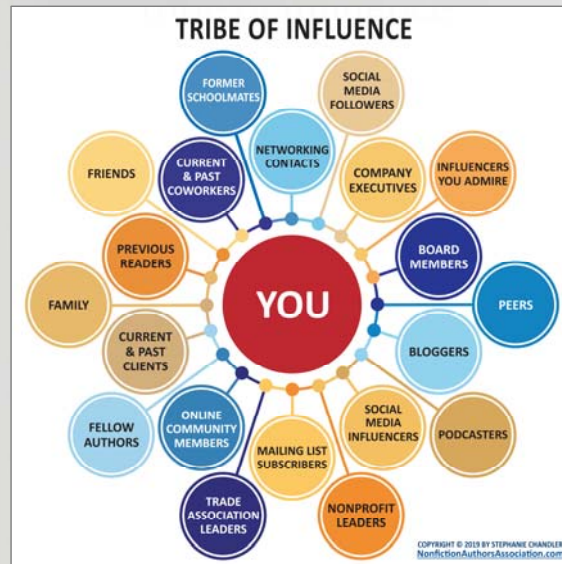 TRIBE OF INFLUENCE
FORMER
SCHOOLMATES
SOCIAL
MEDIA
FOLLOWERS
FRIENDS
CURRENT
& PAST
COWORKERS
NETWORKING
CONTACTS
COMPANY
EXECUTIVES
INFLUENCERS
YOU ADMIRE
PREVIOUS
READERS
BOARD
MEMBERS
FAMILY
YOU
PEERS
CURRENT
& PAST
CLIENTS
BLOGGERS
FELLOW
AUTHORS
ONLINE
COMMUNITY
MEMBERS
MAILING LIST
SUBSCRIBERS
SOCIAL
MEDIA
INFLUENCERS
PODCASTERS
TRADE
ASSOCIATION
LEADERS
NONPROFIT
LEADERS
COPYRIGHT © 2019 BY STEPHANIE CHANDLER
NonfictionAuthorsAssociation.com